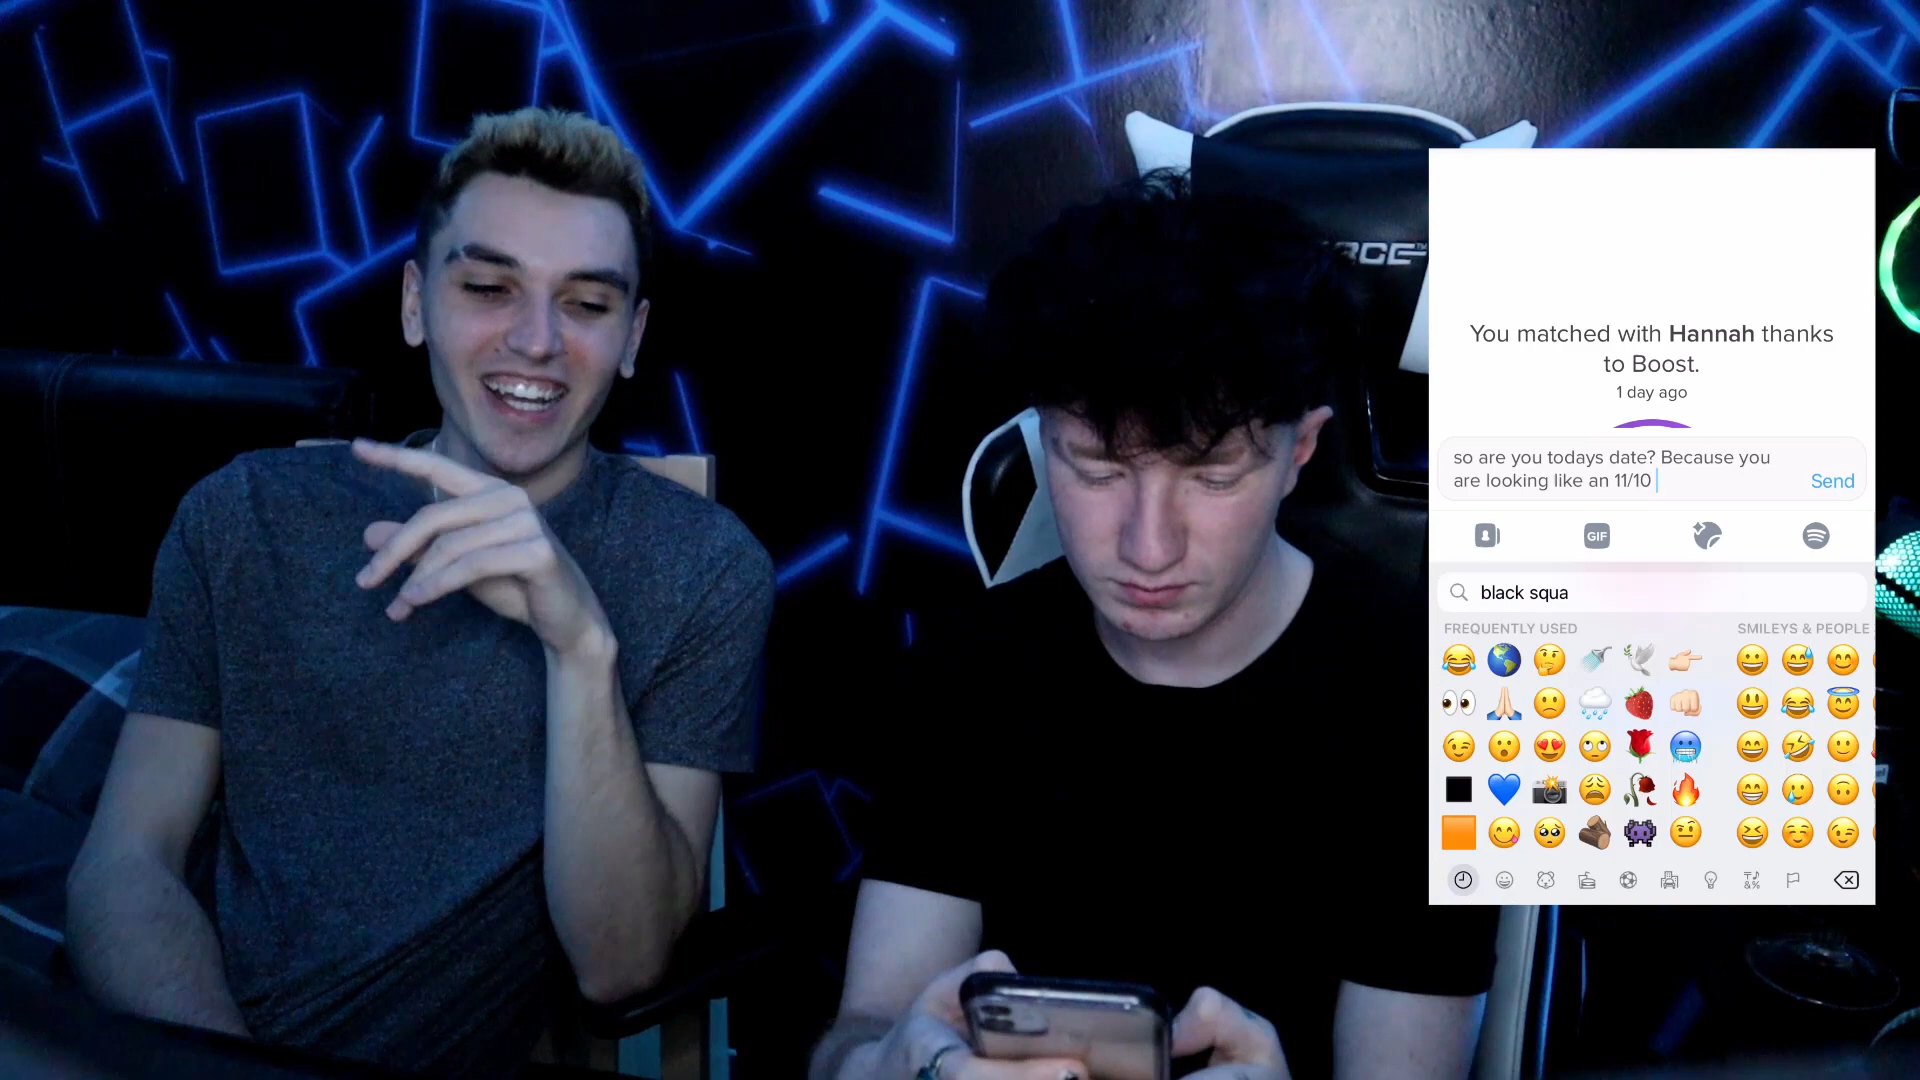 You matched with Hannah thanks
to Boost.
1 day ago
so are you todays date? Because you
are looking like an 11/10
Send
GIF
black squa
FREQUENTLY USED
SMILEYS & PEOPLE